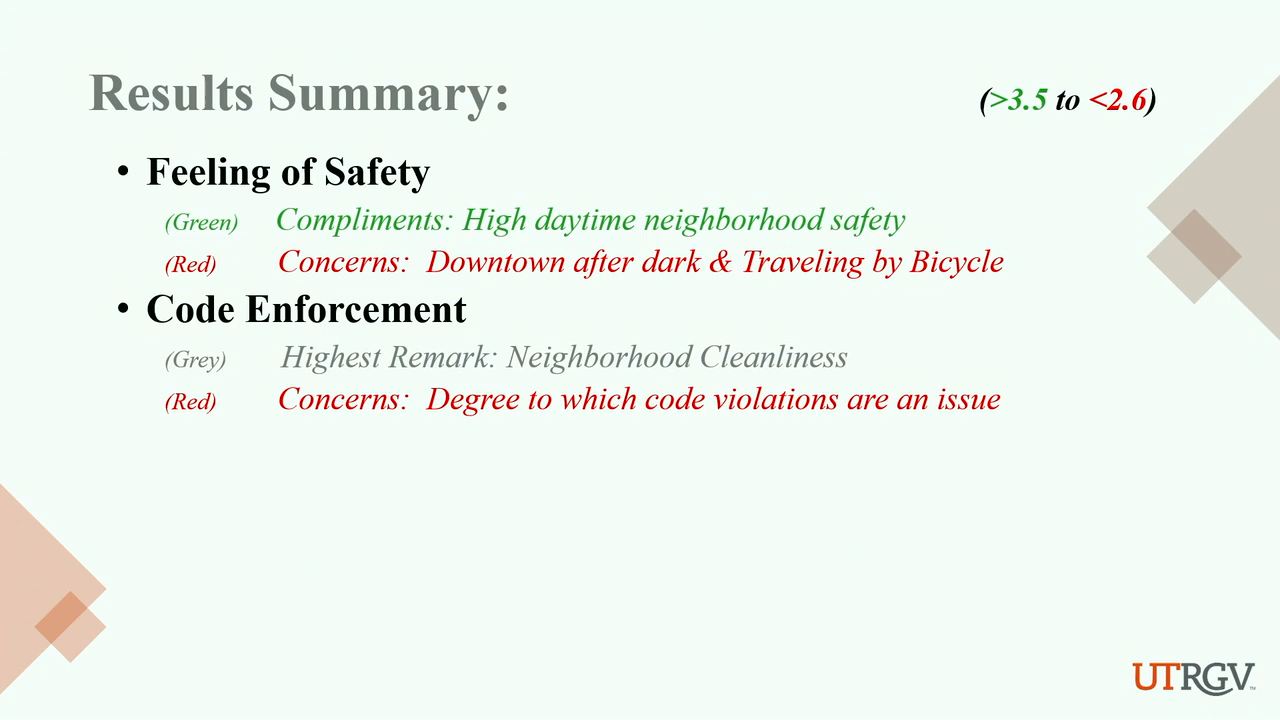 Results Summary:
(>3.5 to <2.6)
• Feeling of Safety
(Green) Compliments: High daytime neighborhood safety
(Red) Concerns: Downtown after dark & Traveling by Bicycle
• Code Enforcement
(Grey) Highest Remark: Neighborhood Cleanliness
(Red) Concerns: Degree to which code violations are an issue
UTRGV™